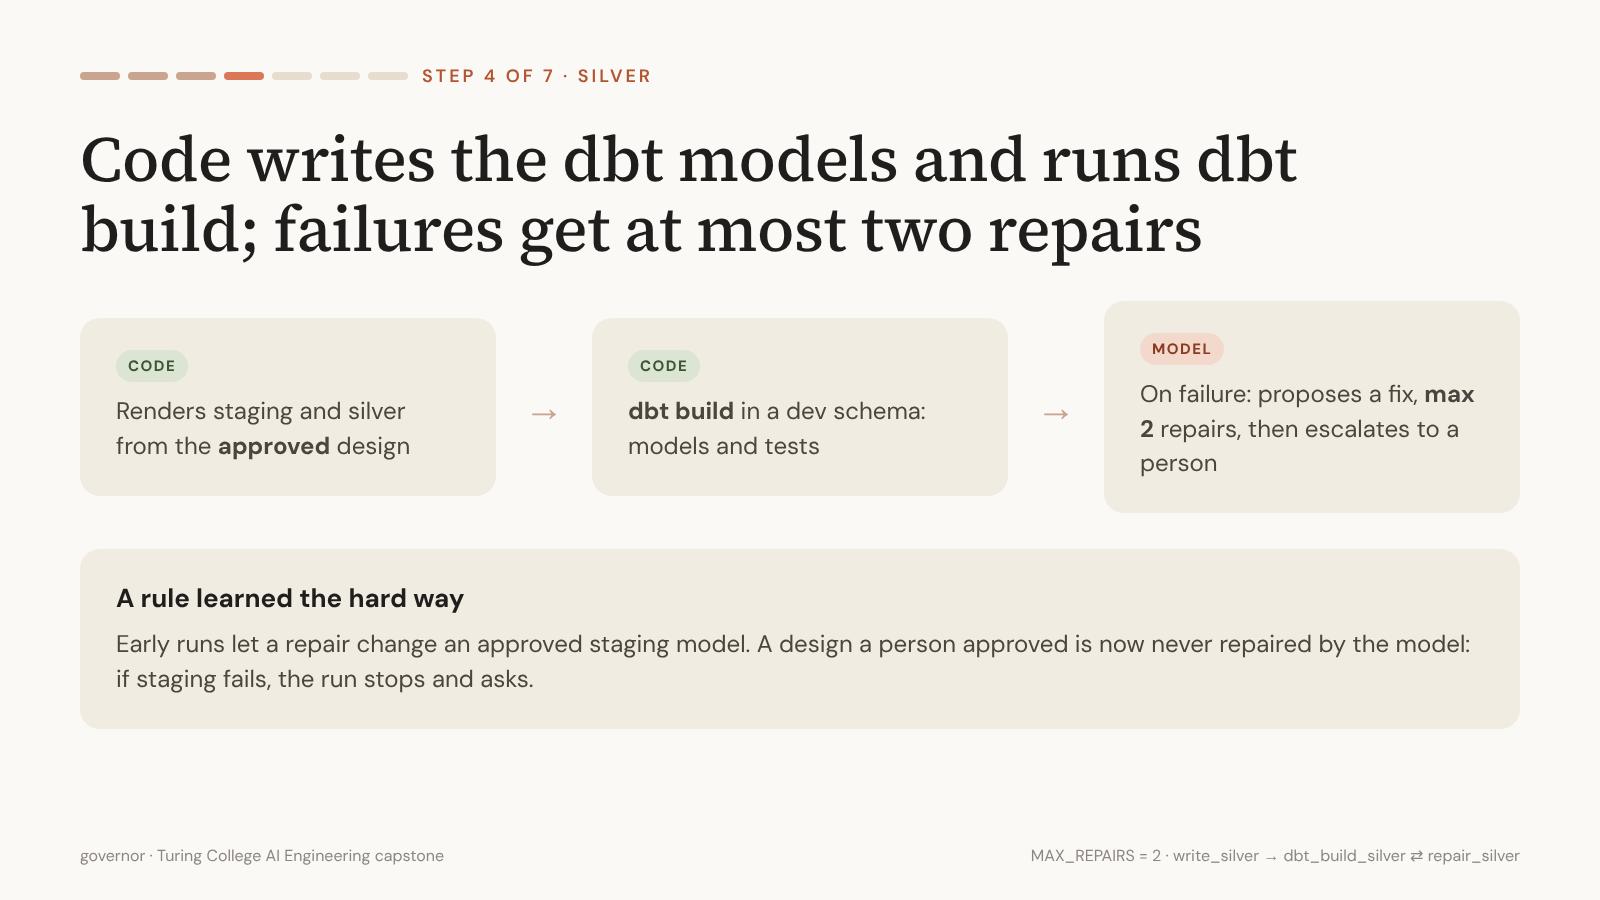 STEP 4 OF 7 · SILVER
Code writes the dbt models and runs dbt
build; failures get at most two repairs
CODE
Renders staging and silver
from the approved design
→
CODE
dbt build in a dev schema:
models and tests
→
MODEL
On failure: proposes a fix, max
2 repairs, then escalates to a
person
A rule learned the hard way
Early runs let a repair change an approved staging model. A design a person approved is now never repaired by the model:
if staging fails, the run stops and asks.
governor · Turing College AI Engineering capstone
MAX_REPAIRS = 2 · write_silver → dbt_build_silver ⇄ repair_silver